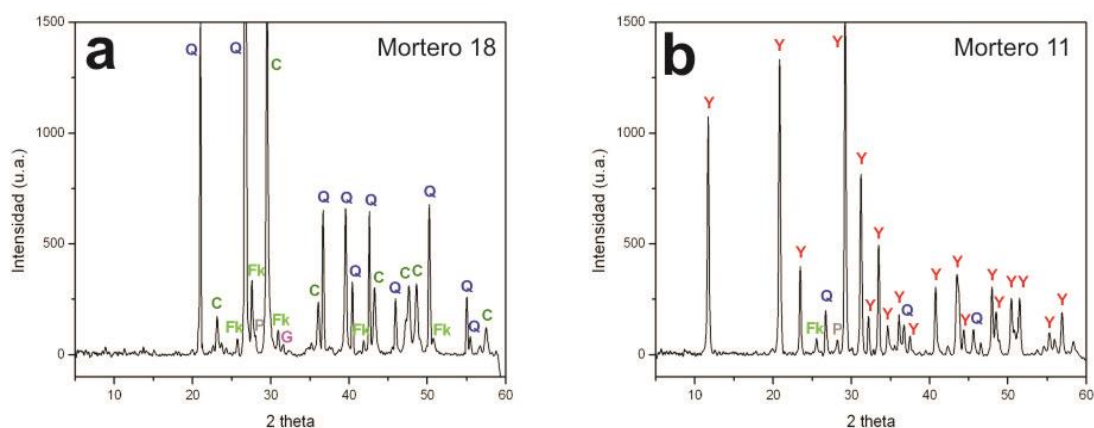 a
Mortero 18
1500
1000
500
0
Intensidad (u.a.)
Q
Q
C
C
Fk
Fk
P
Fk
G
C
Q
Q
Q
Fk
Q
C
Q
C
C
Q
Fk
Q
Q
C
10 20 30 40 50 60
2 theta
b
Mortero 11
1500
1000
500
0
Intensidad (u.a.)
Y
Y
Y
Fk
Q
P
Y
Y
Y
Y
Y
Y
Q
Y
Y
Y
Y
Q
Y
Y
Y
Y
Y
Y
10 20 30 40 50 60
2 theta